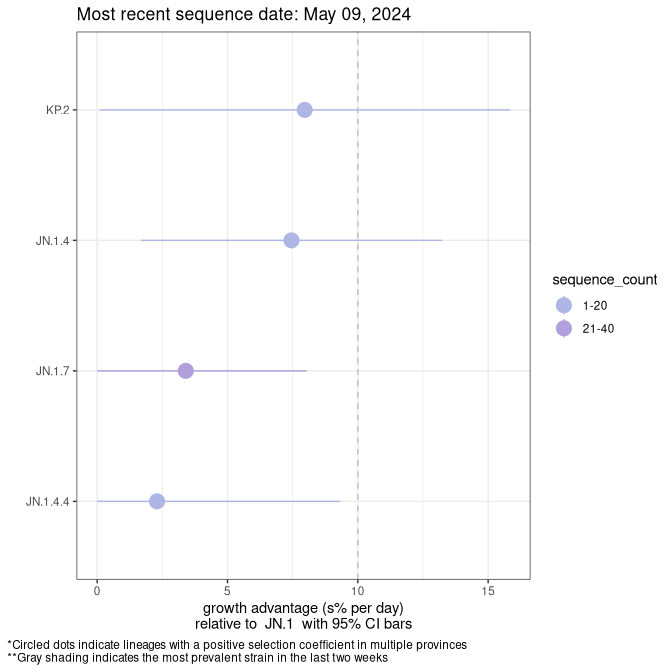 Most recent sequence date: May 09, 2024
KP.2
JN.1.4
JN.1.7
JN.1.4.4
0 5 10 15
growth advantage (s% per day)
relative to JN.1 with 95% CI bars
sequence_count
1-20
21-40
*Circled dots indicate lineages with a positive selection coefficient in multiple provinces
**Gray shading indicates the most prevalent strain in the last two weeks